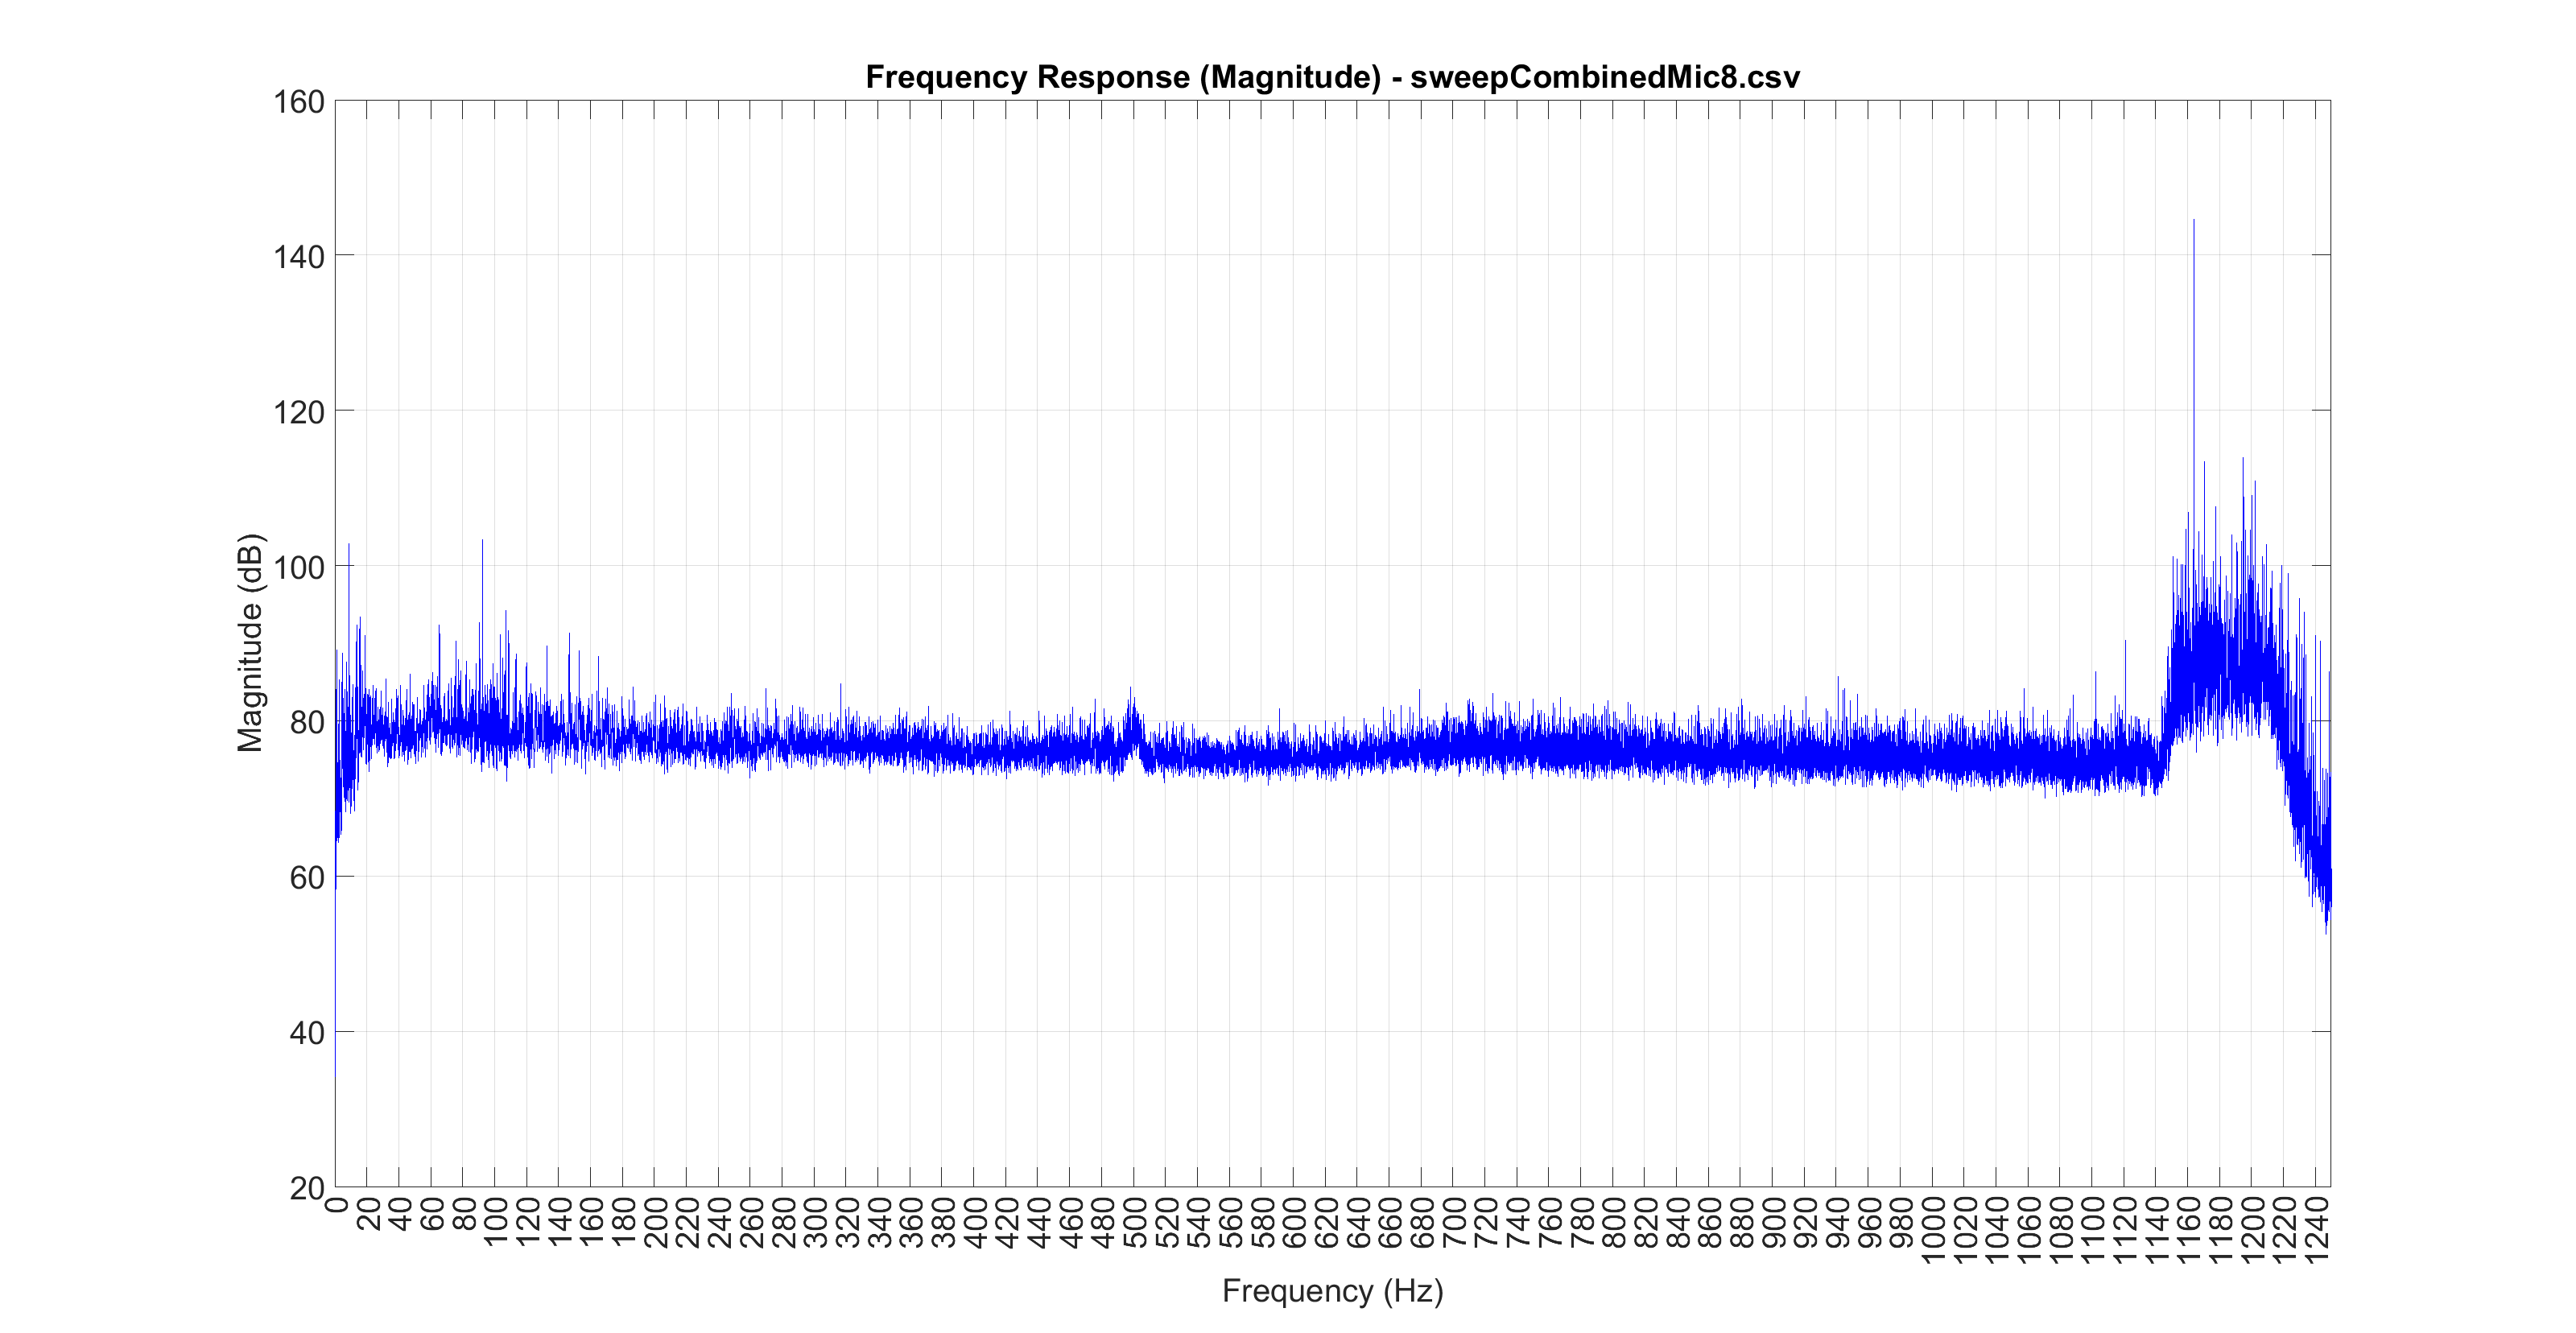 Frequency Response (Magnitude) - sweepCombinedMic8.csv
160
140
120
100
80
60
40
20
Magnitude (dB)
0 20 40 60 80 100 120 140 160 180 200 220 240 260 280 300 320 340 360 380 400 420 440 460 480 500 520 540 560 580 600 620 640 660 680 700 720 740 760 780 800 820 840 860 880 900 920 940 960 980 1000 1020 1040 1060 1080 1100 1120 1140 1160 1180 1200 1220 1240
Frequency (Hz)